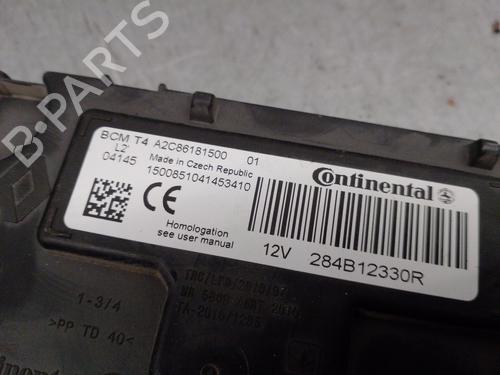 BCM T4 A2C86181500 01
L2'
04145 Made in Czech Republic
1500851041453410
CE
Homologation
see user manual
Continental
12V 284B12330R
1-3/4
>PP TD 40<
B-PARTS